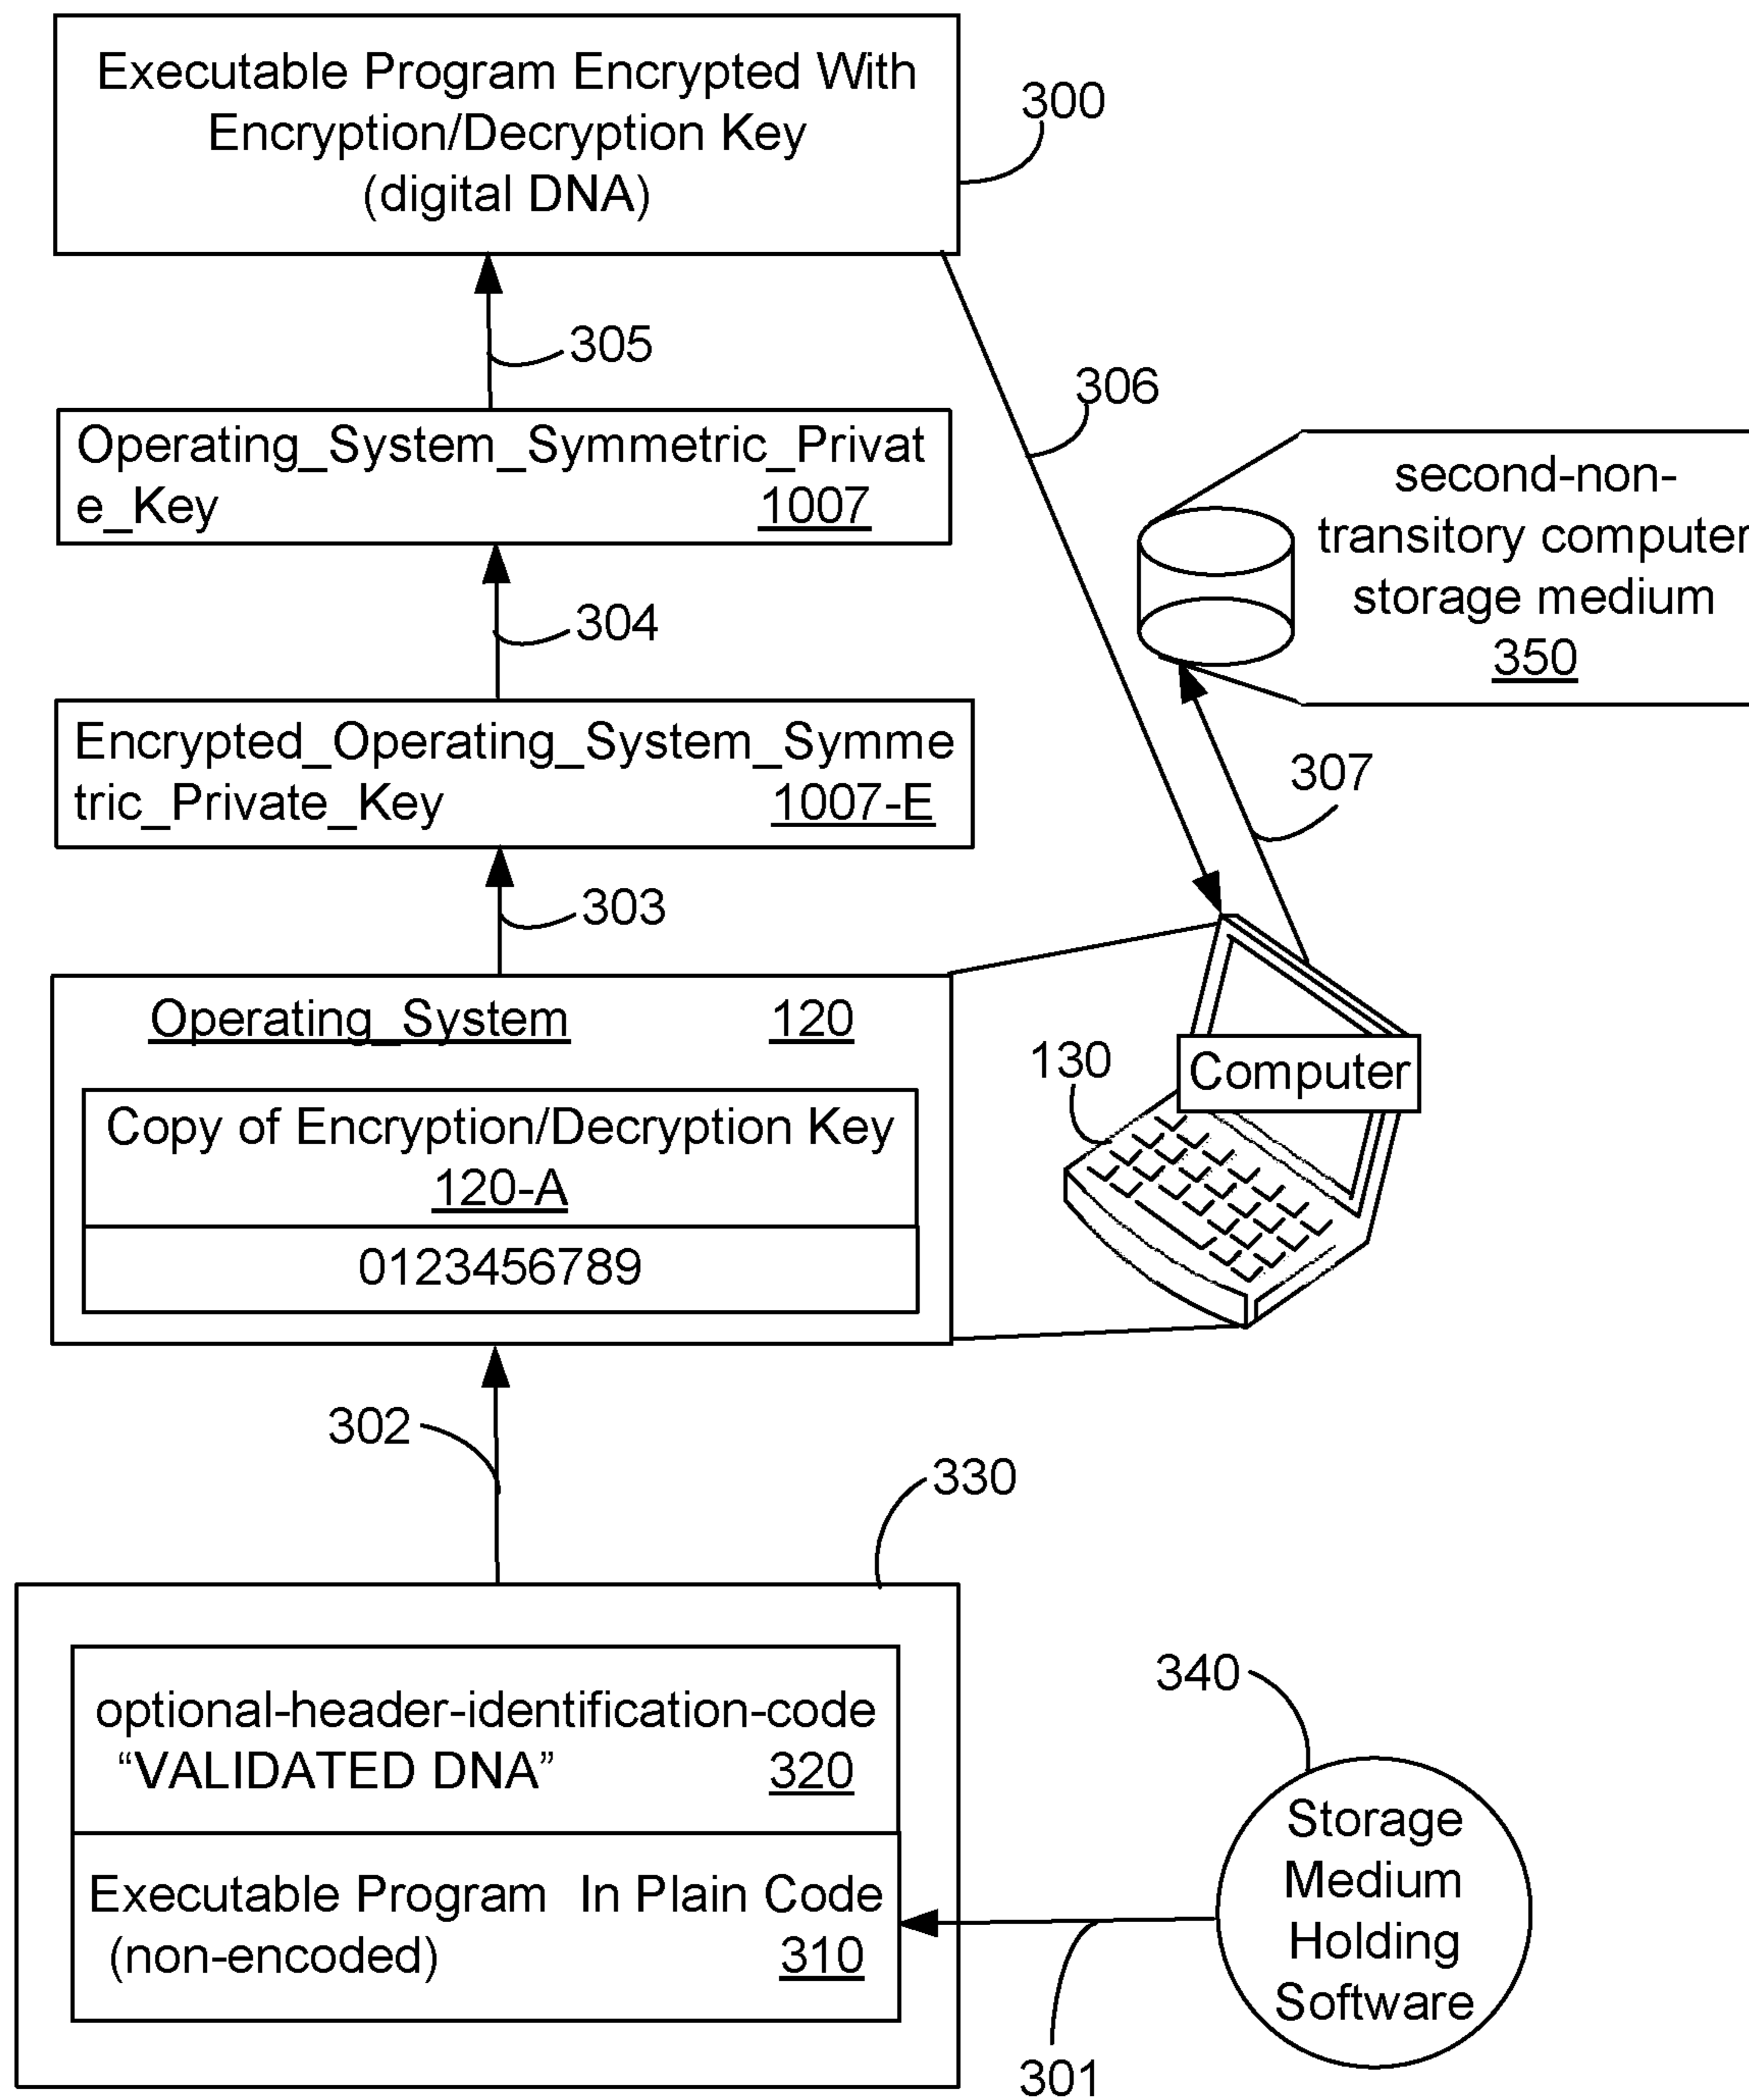 Executable Program Encrypted With
Encryption/Decryption Key
(digital DNA)
300
305
Operating_System_Symmetric_Privat
e_Key 1007
306
second-non-
transitory computer
storage medium
350
304
Encrypted_Operating_System_Symme
tric_Private_Key 1007-E
307
303
Operating_System 120
Copy of Encryption/Decryption Key
120-A
0123456789
130
Computer
302
330
optional-header-identification-code
“VALIDATED DNA” 320
Executable Program In Plain Code
(non-encoded) 310
340
Storage
Medium
Holding
Software
301